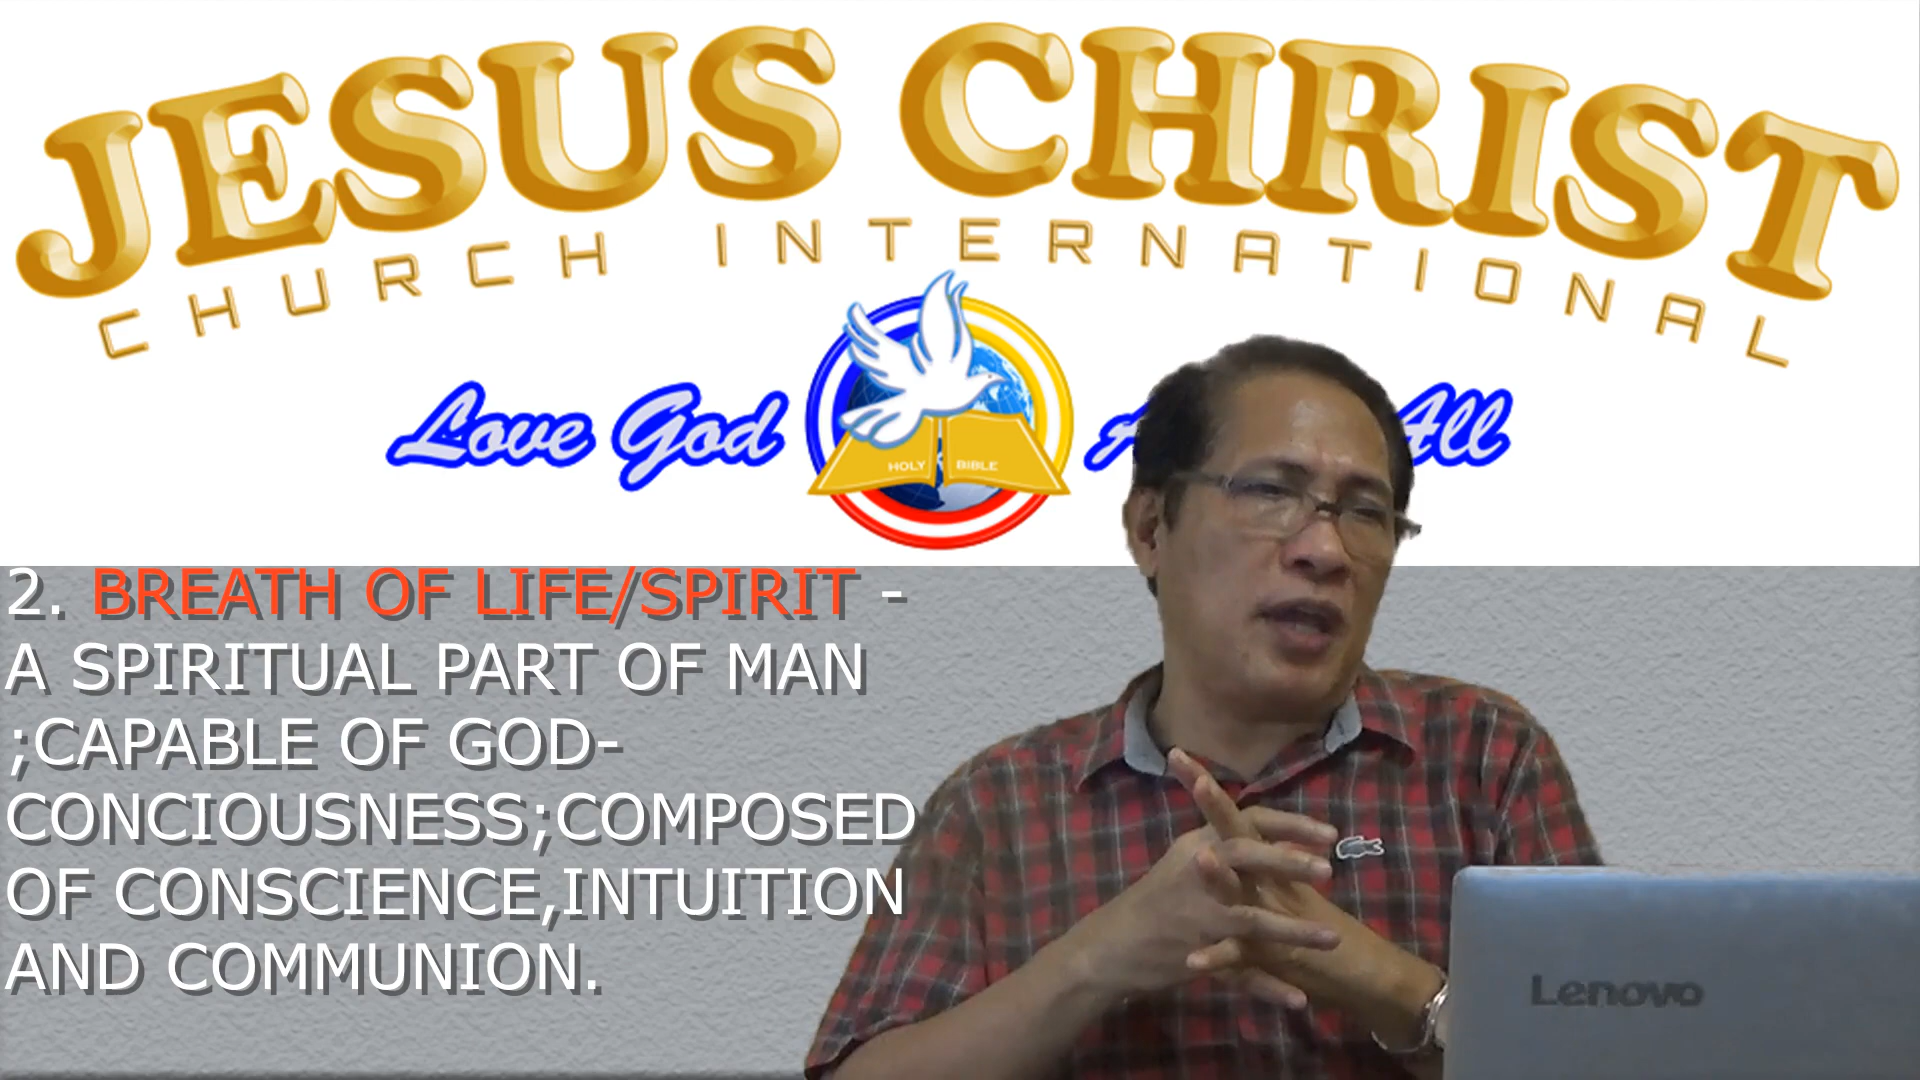 JESUS CHRIST
CHURCH INTERNATIONAL
Love God All
HOLY BIBLE
2. BREATH OF LIFE/SPIRIT -
A SPIRITUAL PART OF MAN
;CAPABLE OF GOD-
CONCIOUSNESS;COMPOSED
OF CONSCIENCE,INTUITION
AND COMMUNION.
Lenovo